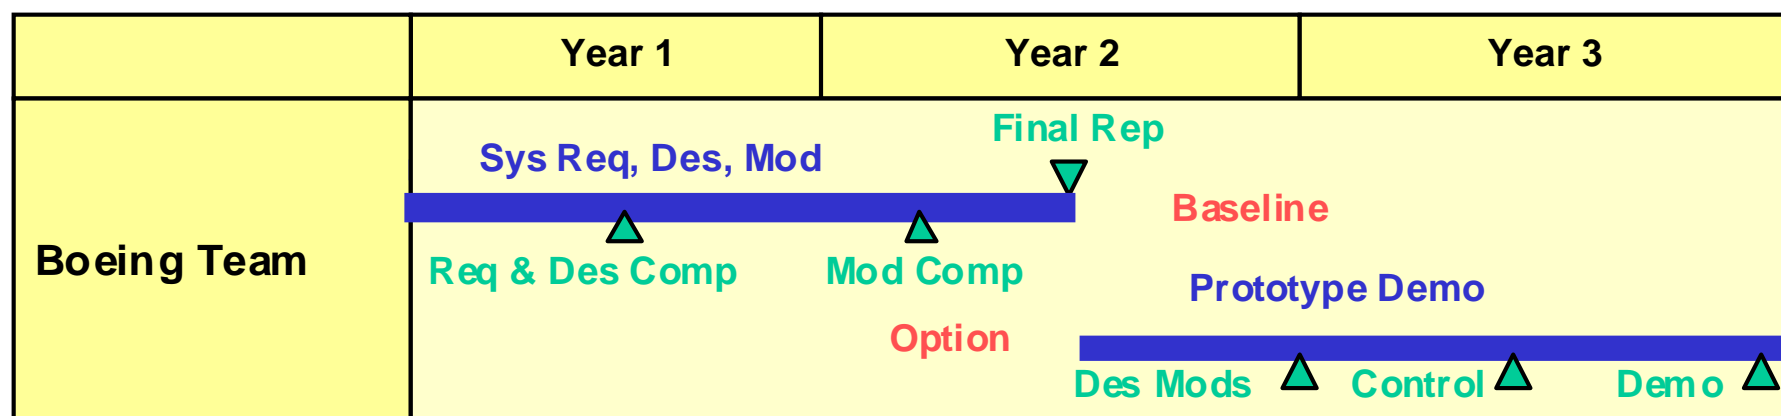 Year 1
Year 2
Year 3
Final Rep
Sys Req, Des, Mod
Baseline
Boeing Team
Req & Des Comp
Mod Comp
Prototype Demo
Option
Des Mods
Control
Demo